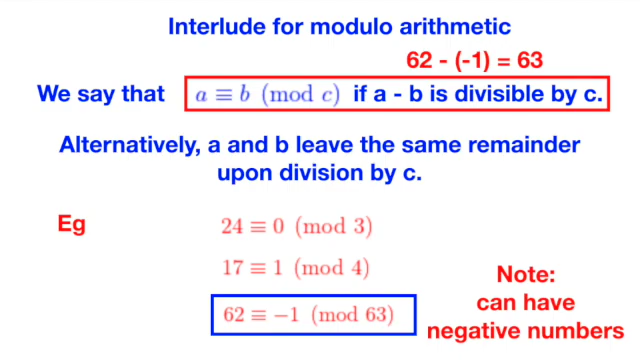 Interlude for modulo arithmetic
62 - (-1) = 63
We say that a ≡ b (mod c) if a - b is divisible by c.
Alternatively, a and b leave the same remainder
upon division by c.
Eg
24 ≡ 0 (mod 3)
17 ≡ 1 (mod 4)
62 ≡ −1 (mod 63)
Note:
can have
negative numbers